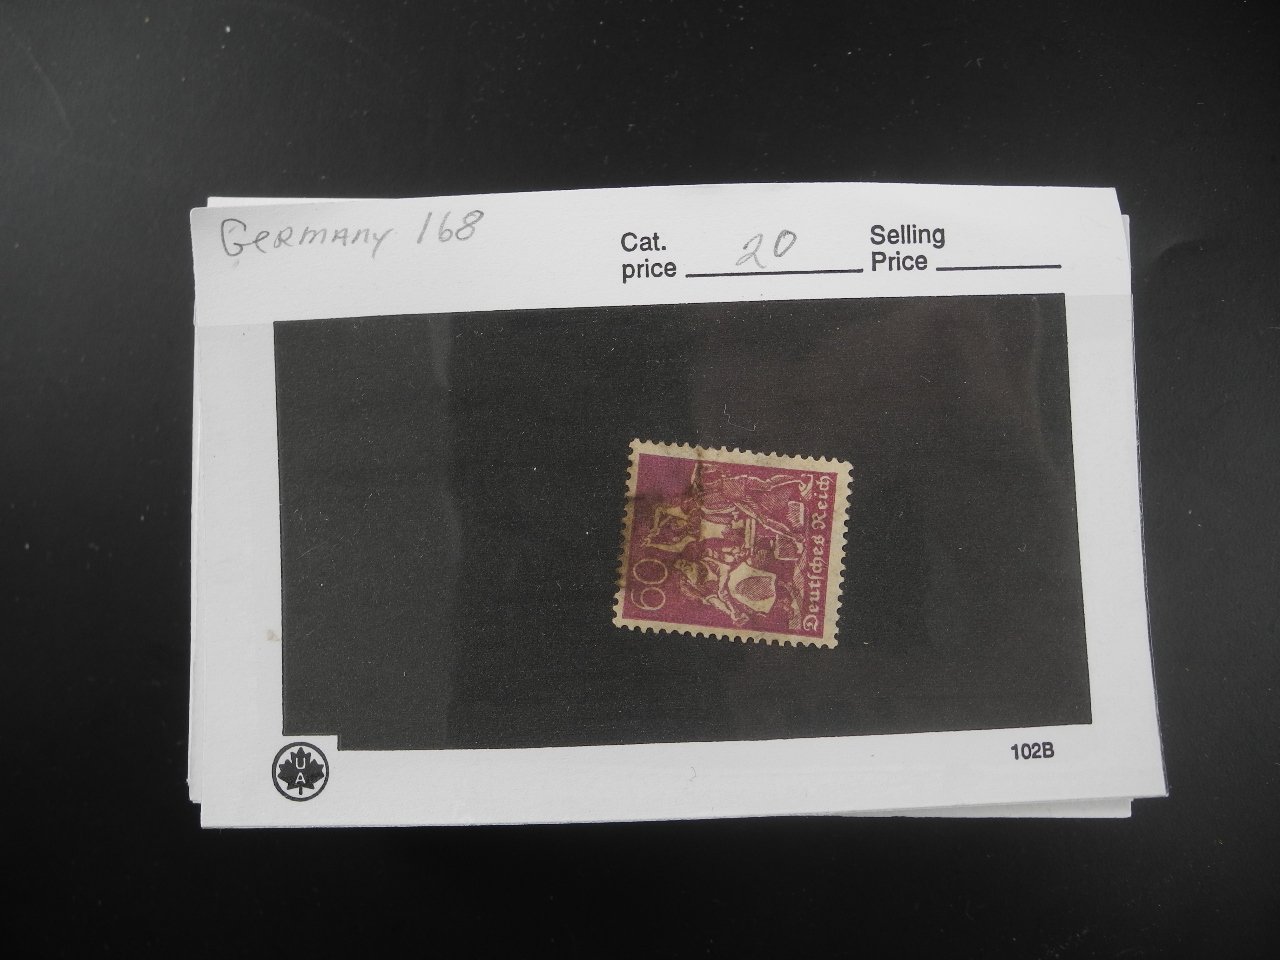 Germany 168
Cat.
price 20
Selling
Price
60
Deutſches Reich
UA
102B